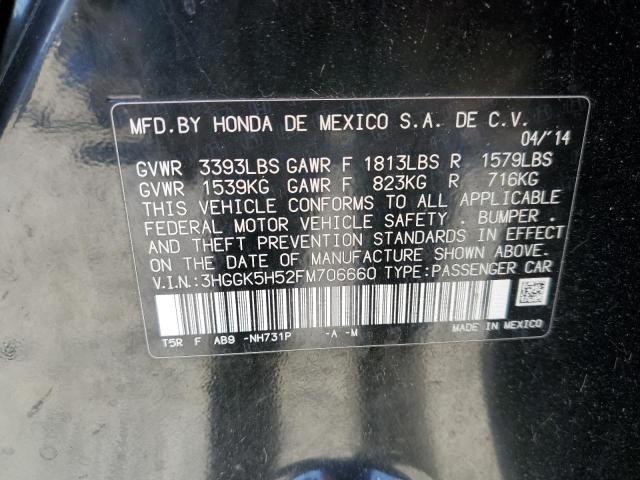 MFD.BY HONDA DE MEXICO S.A. DE C.V.
04/'14
GVWR 3393LBS GAWR F 1813LBS R 1579LBS
GVWR 1539KG GAWR F 823KG R 716KG
THIS VEHICLE CONFORMS TO ALL APPLICABLE
FEDERAL MOTOR VEHICLE SAFETY . BUMPER .
AND THEFT PREVENTION STANDARDS IN EFFECT
ON THE DATE OF MANUFACTURE SHOWN ABOVE.
V.I.N.:3HGGK5H52FM706660 TYPE:PASSENGER CAR
T5R F AB9 -NH731P -A -M MADE IN MEXICO